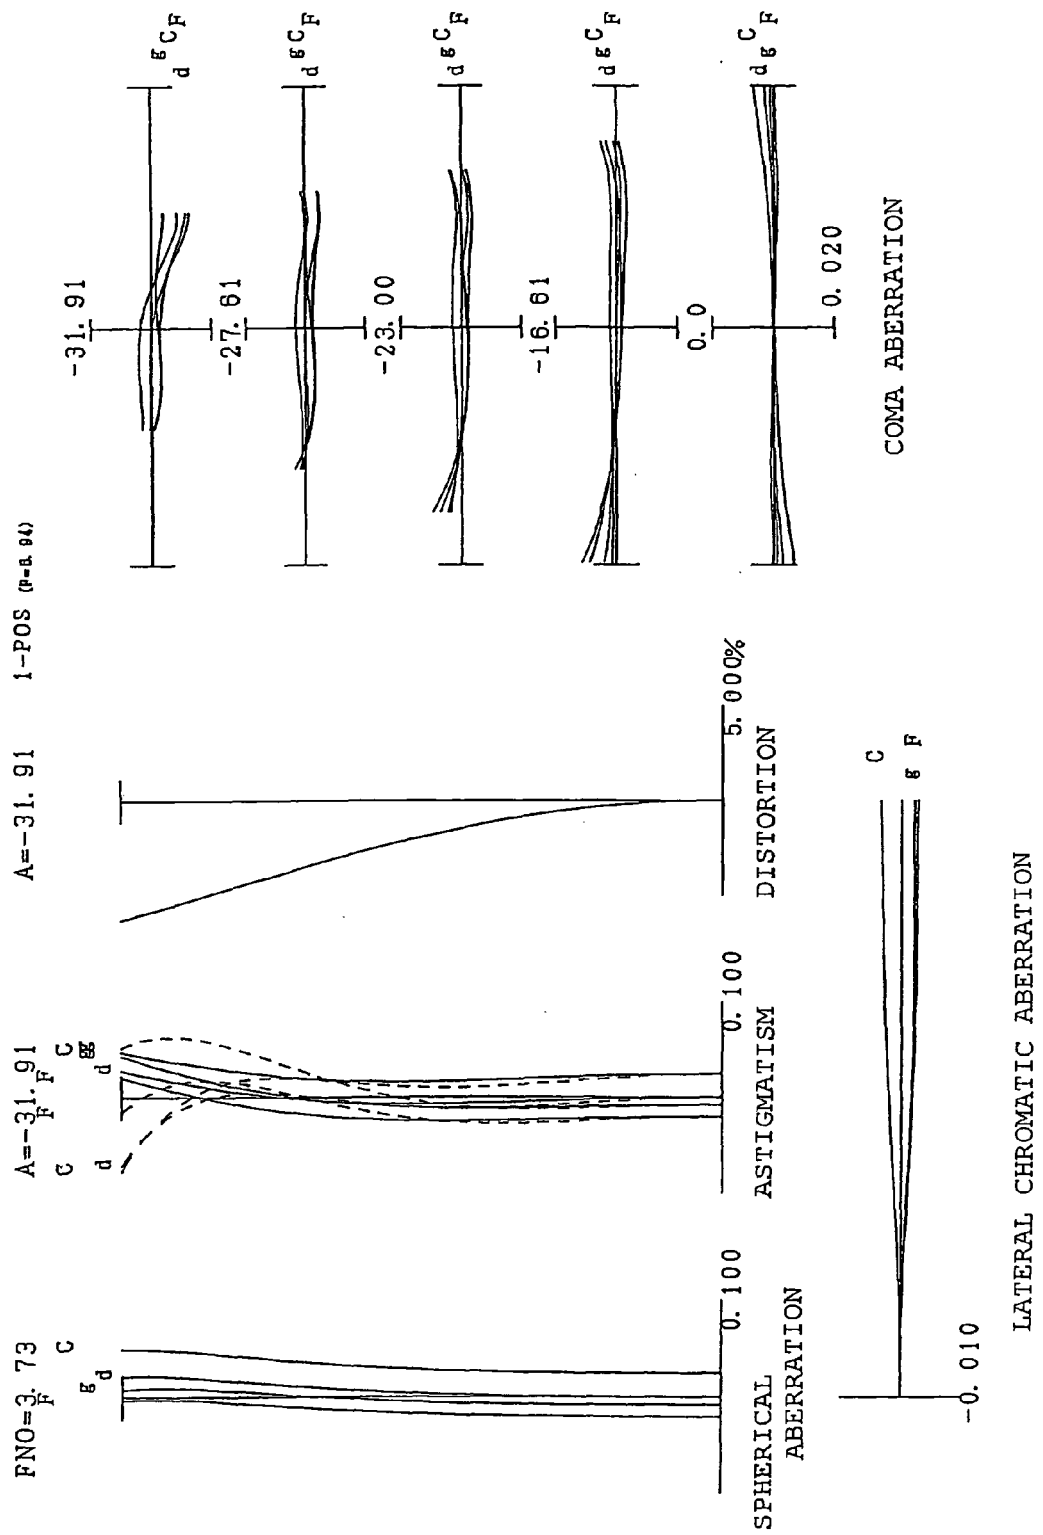 FNO=3. 73
F
g d
C
0. 100
SPHERICAL
ABERRATION
A=-31. 91
F F
C
d
C
d
gg
0. 100
ASTIGMATISM
A=-31. 91
5. 000%
DISTORTION
1-POS
-31. 91
d g C F
-27. 61
d g C F
-23. 00
d g C F
-16. 61
d g C F
0. 0
d g C F
0. 020
COMA ABERRATION
C
g F
-0. 010
LATERAL CHROMATIC ABERRATION